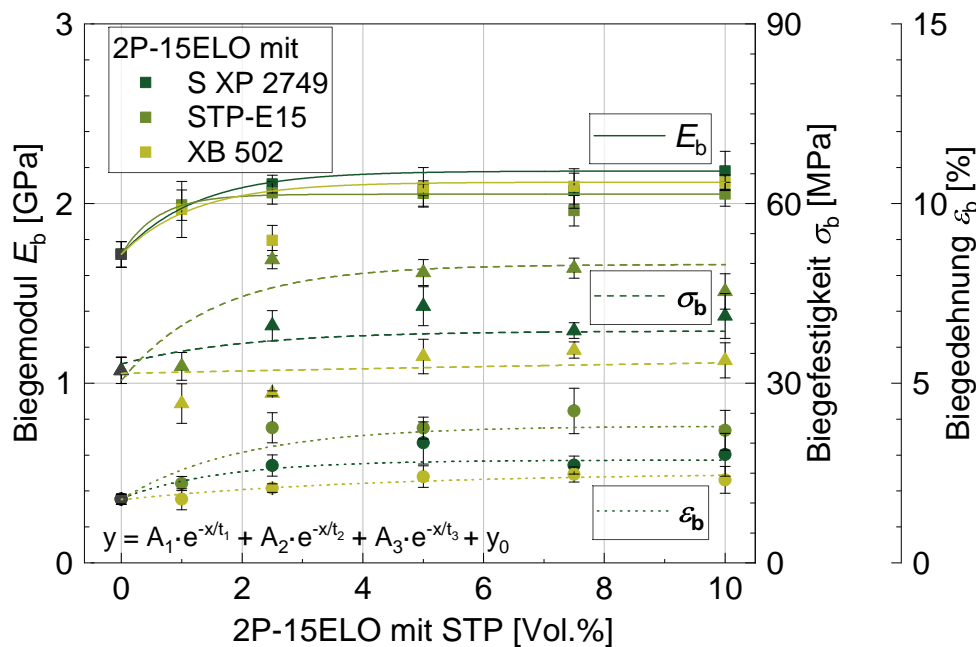 2P-15ELO mit
S XP 2749
STP-E15
XB 502
E_b
σ_b
ε_b
y = A₁·e^(-x/t₁) + A₂·e^(-x/t₂) + A₃·e^(-x/t₃) + y₀
Biegemodul E_b [GPa]
3
2
1
0
Biegefestigkeit σ_b [MPa]
90
60
30
0
Biegedehnung ε_b [%]
15
10
5
0
0 2 4 6 8 10
2P-15ELO mit STP [Vol.%]